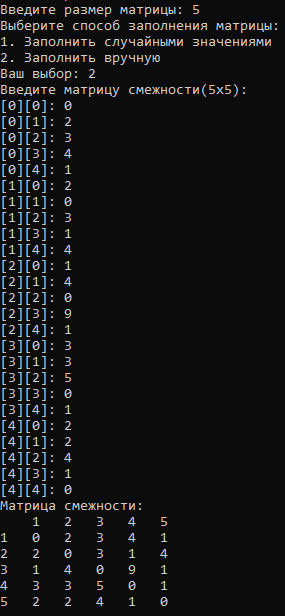 Введите размер матрицы: 5
Выберите способ заполнения матрицы:
1. Заполнить случайными значениями
2. Заполнить вручную
Ваш выбор: 2
Введите матрицу смежности(5x5):
[0][0]: 0
[0][1]: 2
[0][2]: 3
[0][3]: 4
[0][4]: 1
[1][0]: 2
[1][1]: 0
[1][2]: 3
[1][3]: 1
[1][4]: 4
[2][0]: 1
[2][1]: 4
[2][2]: 0
[2][3]: 9
[2][4]: 1
[3][0]: 3
[3][1]: 3
[3][2]: 5
[3][3]: 0
[3][4]: 1
[4][0]: 2
[4][1]: 2
[4][2]: 4
[4][3]: 1
[4][4]: 0
Матрица смежности:
1 2 3 4 5
1 0 2 3 4 1
2 2 0 3 1 4
3 1 4 0 9 1
4 3 3 5 0 1
5 2 2 4 1 0